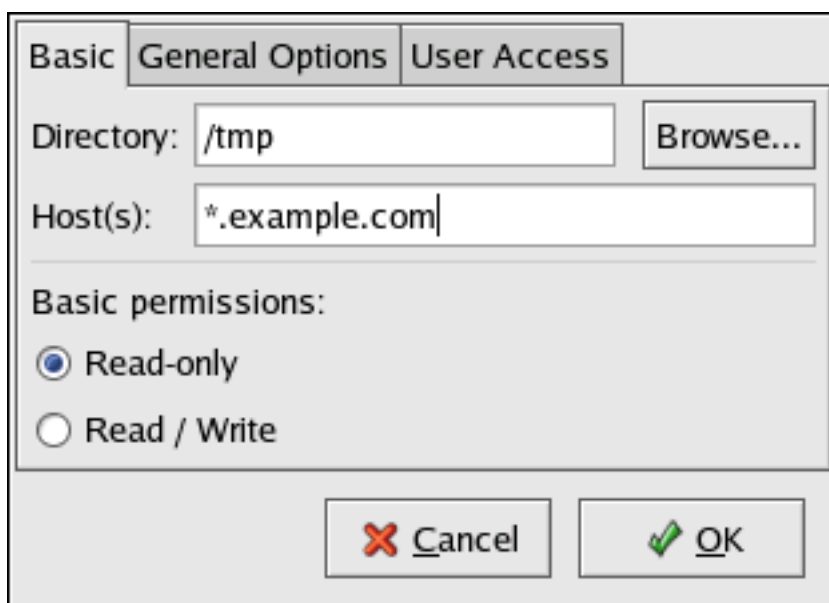 Basic General Options User Access
Directory: /tmp Browse...
Host(s): *.example.com
Basic permissions:
Read-only
Read / Write
Cancel OK